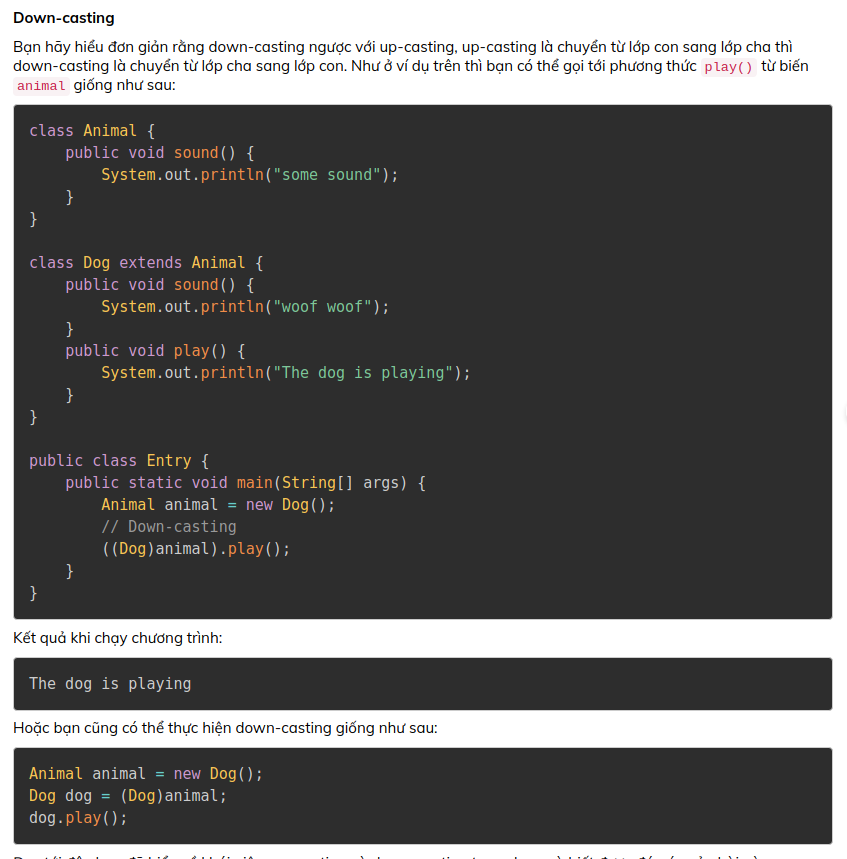 Down-casting
Bạn hãy hiểu đơn giản rằng down-casting ngược với up-casting, up-casting là chuyển từ lớp con sang lớp cha thì
down-casting là chuyển từ lớp cha sang lớp con. Như ở ví dụ trên thì bạn có thể gọi tới phương thức play() từ biến
animal giống như sau:
class Animal {
    public void sound() {
        System.out.println("some sound");
    }
}

class Dog extends Animal {
    public void sound() {
        System.out.println("woof woof");
    }
    public void play() {
        System.out.println("The dog is playing");
    }
}

public class Entry {
    public static void main(String[] args) {
        Animal animal = new Dog();
        // Down-casting
        ((Dog)animal).play();
    }
}
Kết quả khi chạy chương trình:
The dog is playing
Hoặc bạn cũng có thể thực hiện down-casting giống như sau:
Animal animal = new Dog();
Dog dog = (Dog)animal;
dog.play();